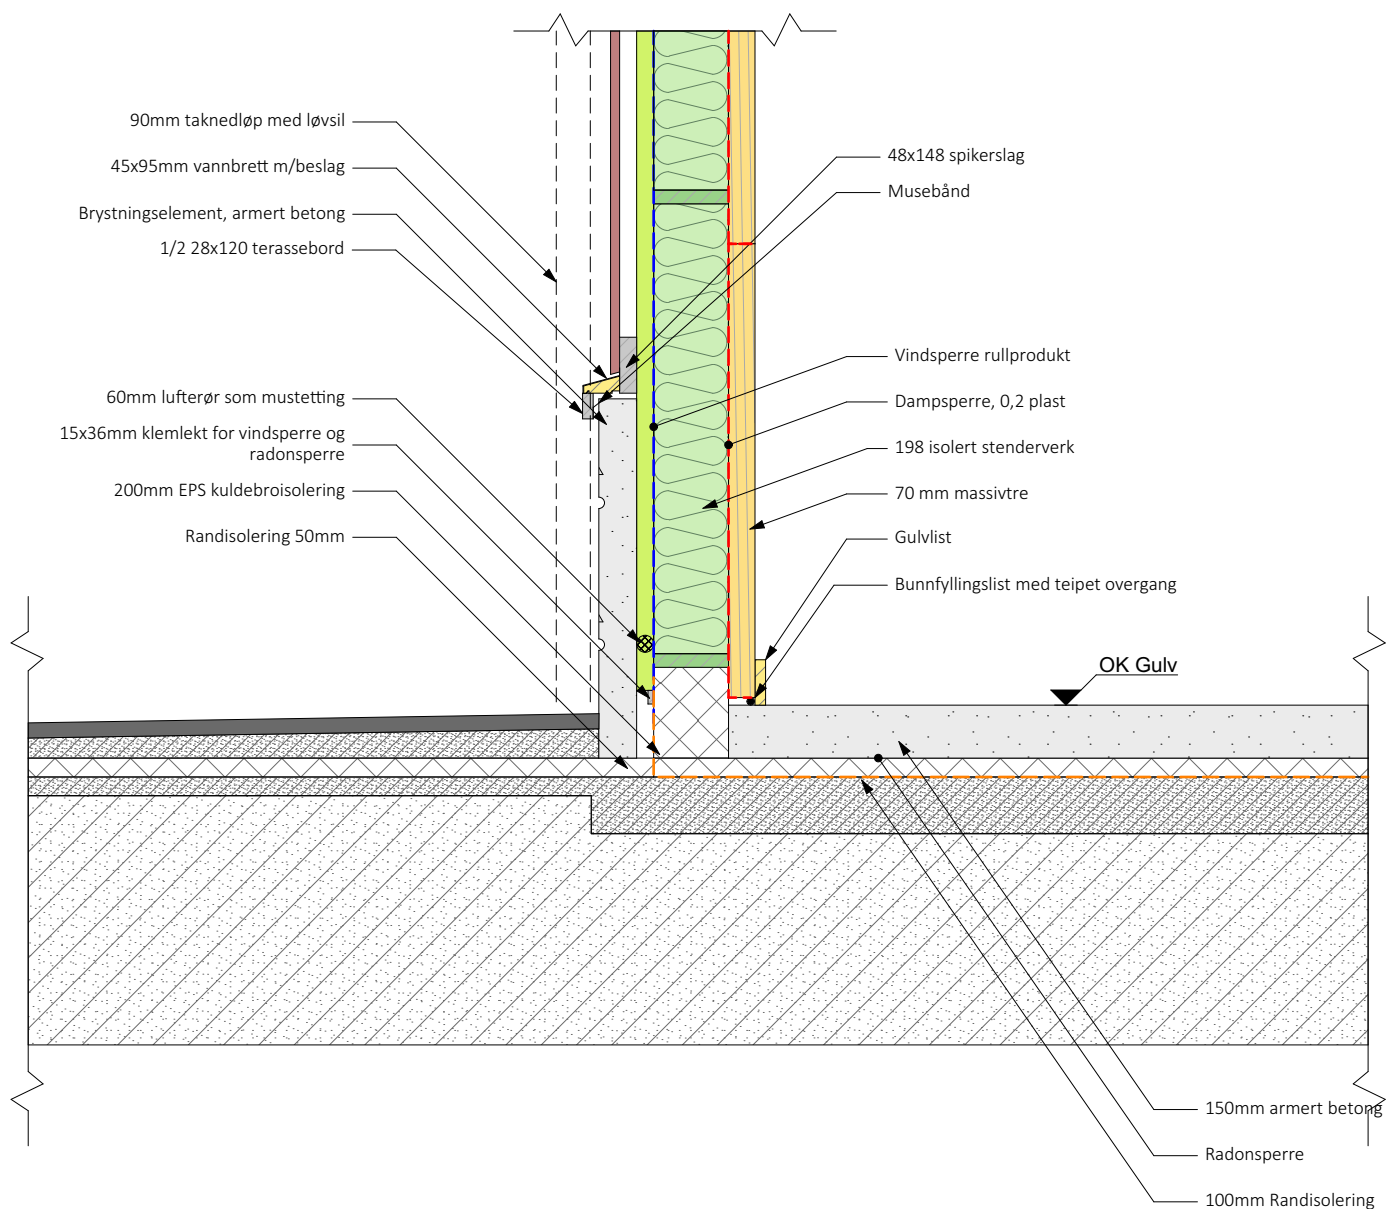 90mm taknedløp med løvsil
45x95mm vannbrett m/beslag
Brystningselement, armert betong
1/2 28x120 terassebord
60mm lufterør som mustetting
15x36mm klemlekt for vindsperre og
radonsperre
200mm EPS kuldebroisolering
Randisolering 50mm
48x148 spikerslag
Musebånd
Vindsperre rullprodukt
Dampsperre, 0,2 plast
198 isolert stenderverk
70 mm massivtre
Gulvlist
Bunnfyllingslist med teipet overgang
OK Gulv
150mm armert betong
Radonsperre
100mm Randisolering